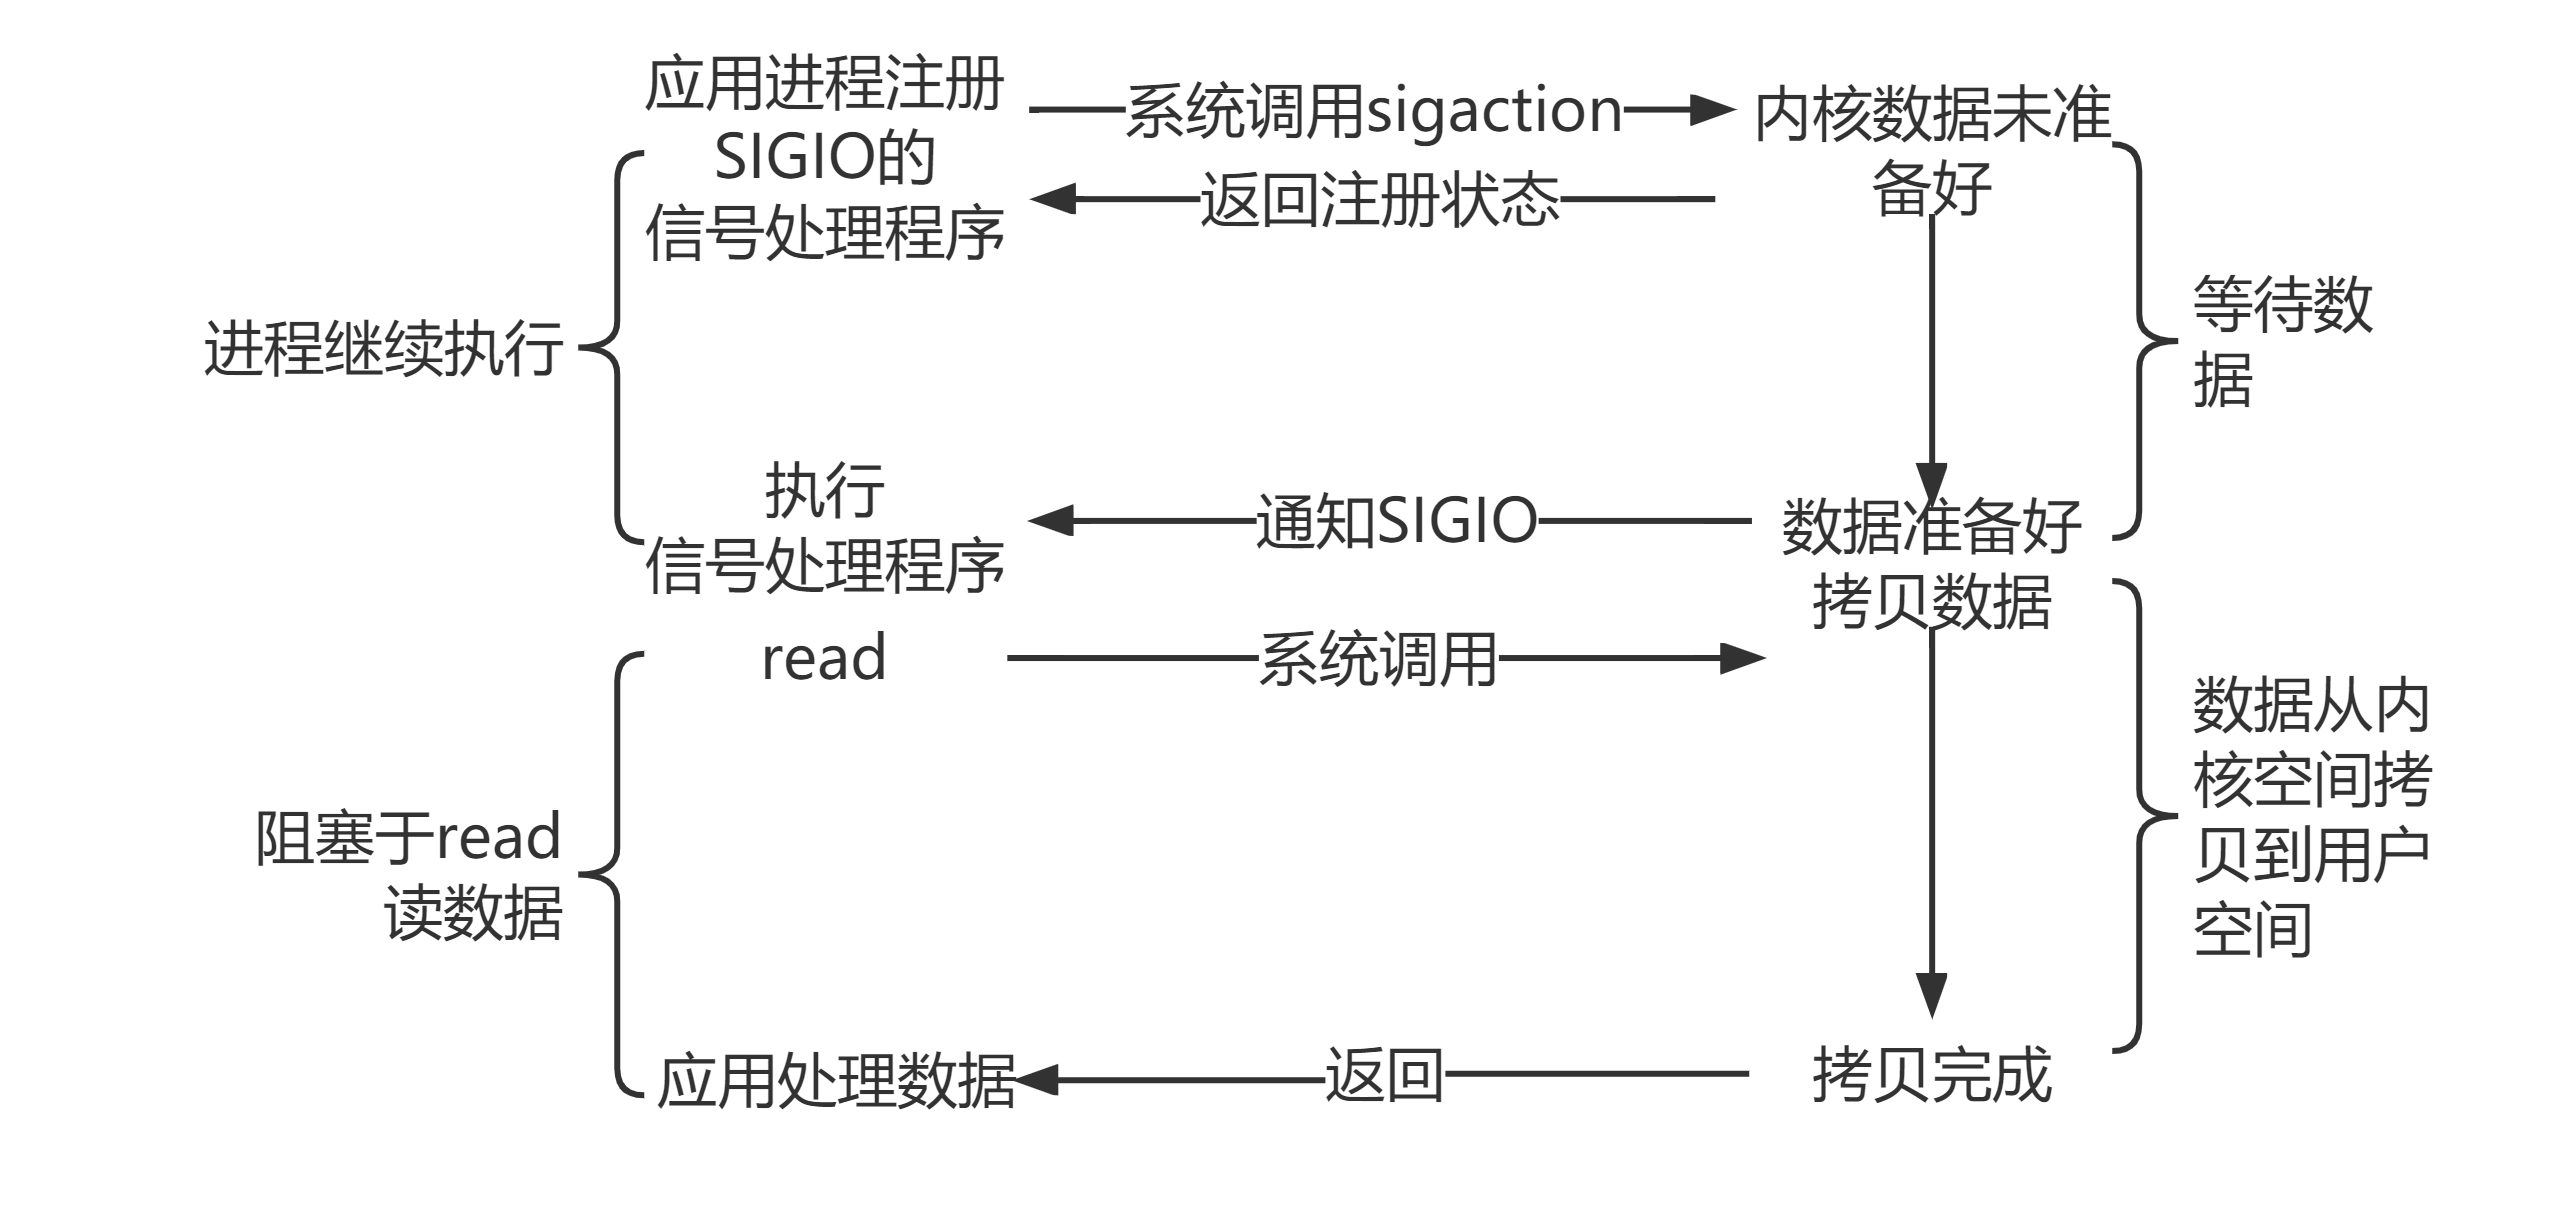 应用进程注册
SIGIO的
信号处理程序
系统调用sigaction
返回注册状态
内核数据未准
备好
进程继续执行
等待数
据
执行
信号处理程序
通知SIGIO
数据准备好
拷贝数据
read
系统调用
阻塞于read
读数据
数据从内
核空间拷
贝到用户
空间
应用处理数据
返回
拷贝完成